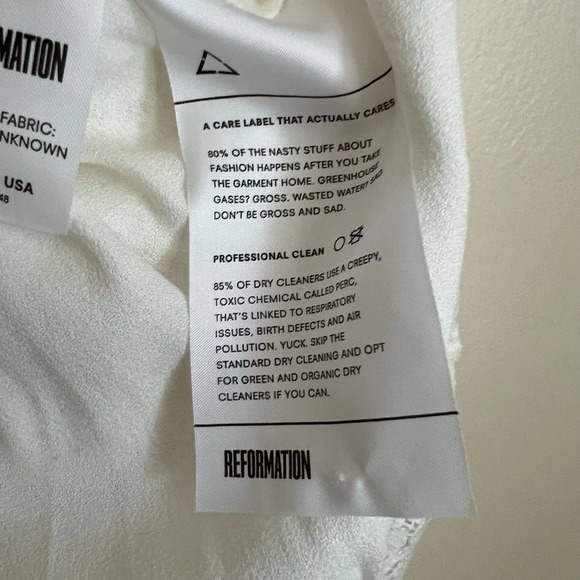 MATION
FABRIC:
NKNOWN
USA
48
A CARE LABEL THAT ACTUALLY CARES
80% OF THE NASTY STUFF ABOUT
FASHION HAPPENS AFTER YOU TAKE
THE GARMENT HOME. GREENHOUSE
GASES? GROSS. WASTED WATER? SAD.
DON'T BE GROSS AND SAD.
PROFESSIONAL CLEAN
85% OF DRY CLEANERS USE A CREEPY,
TOXIC CHEMICAL CALLED PERC,
THAT'S LINKED TO RESPIRATORY
ISSUES, BIRTH DEFECTS AND AIR
POLLUTION. YUCK. SKIP THE
STANDARD DRY CLEANING AND OPT
FOR GREEN AND ORGANIC DRY
CLEANERS IF YOU CAN.
REFORMATION